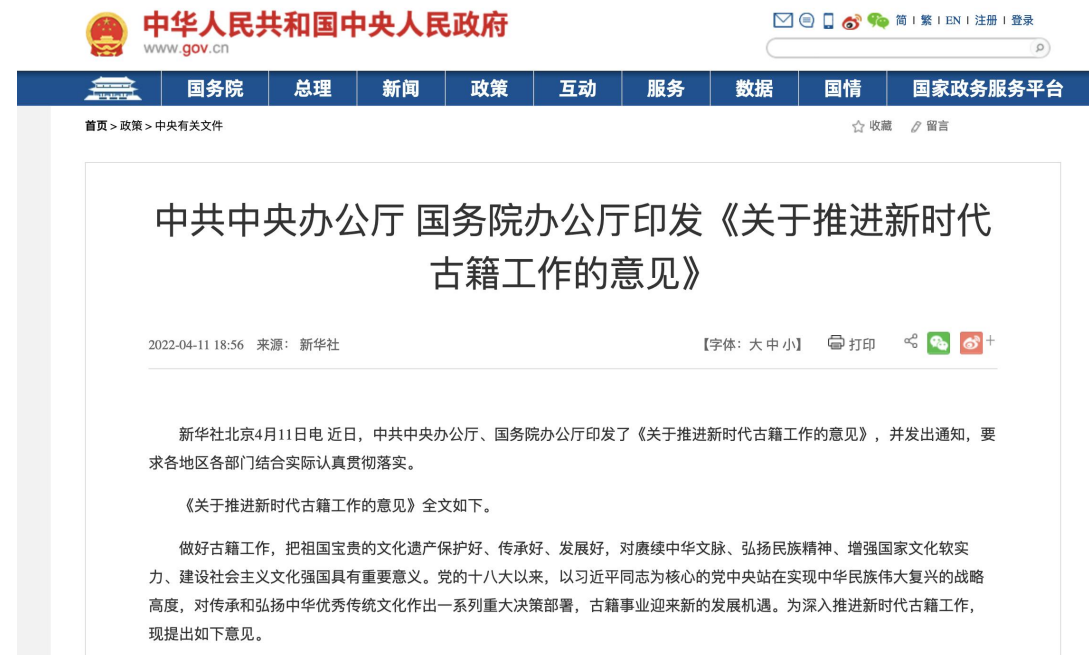 中华人民共和国中央人民政府
www.gov.cn
简 | 繁 | EN | 注册 | 登录
国务院 总理 新闻 政策 互动 服务 数据 国情 国家政务服务平台
首页 > 政策 > 中央有关文件
收藏 留言
中共中央办公厅 国务院办公厅印发《关于推进新时代
古籍工作的意见》
2022-04-11 18:56 来源： 新华社
【字体：大 中 小】 打印
新华社北京4月11日电 近日，中共中央办公厅、国务院办公厅印发了《关于推进新时代古籍工作的意见》，并发出通知，要
求各地区各部门结合实际认真贯彻落实。
《关于推进新时代古籍工作的意见》全文如下。
做好古籍工作，把祖国宝贵的文化遗产保护好、传承好、发展好，对赓续中华文脉、弘扬民族精神、增强国家文化软实
力、建设社会主义文化强国具有重要意义。党的十八大以来，以习近平同志为核心的党中央站在实现中华民族伟大复兴的战略
高度，对传承和弘扬中华优秀传统文化作出一系列重大决策部署，古籍事业迎来新的发展机遇。为深入推进新时代古籍工作，
现提出如下意见。